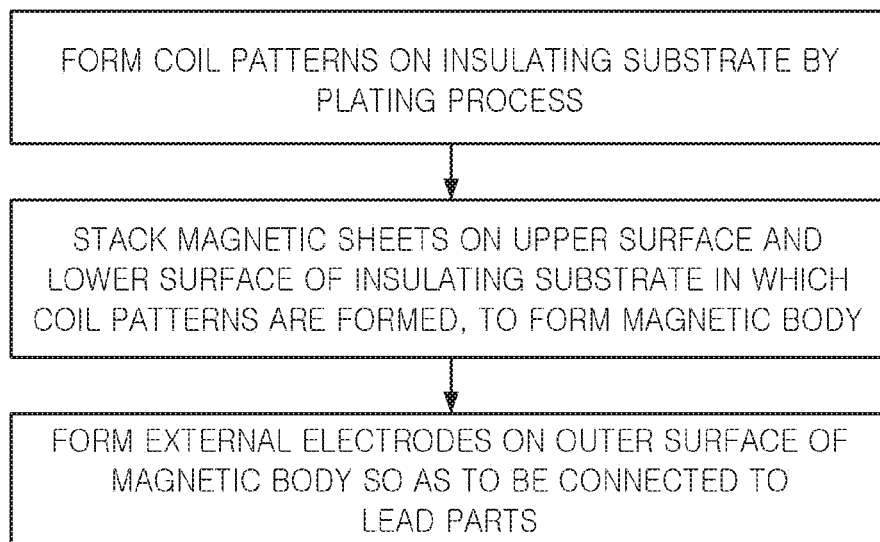 FORM COIL PATTERNS ON INSULATING SUBSTRATE BY
PLATING PROCESS
STACK MAGNETIC SHEETS ON UPPER SURFACE AND
LOWER SURFACE OF INSULATING SUBSTRATE IN WHICH
COIL PATTERNS ARE FORMED, TO FORM MAGNETIC BODY
FORM EXTERNAL ELECTRODES ON OUTER SURFACE OF
MAGNETIC BODY SO AS TO BE CONNECTED TO
LEAD PARTS